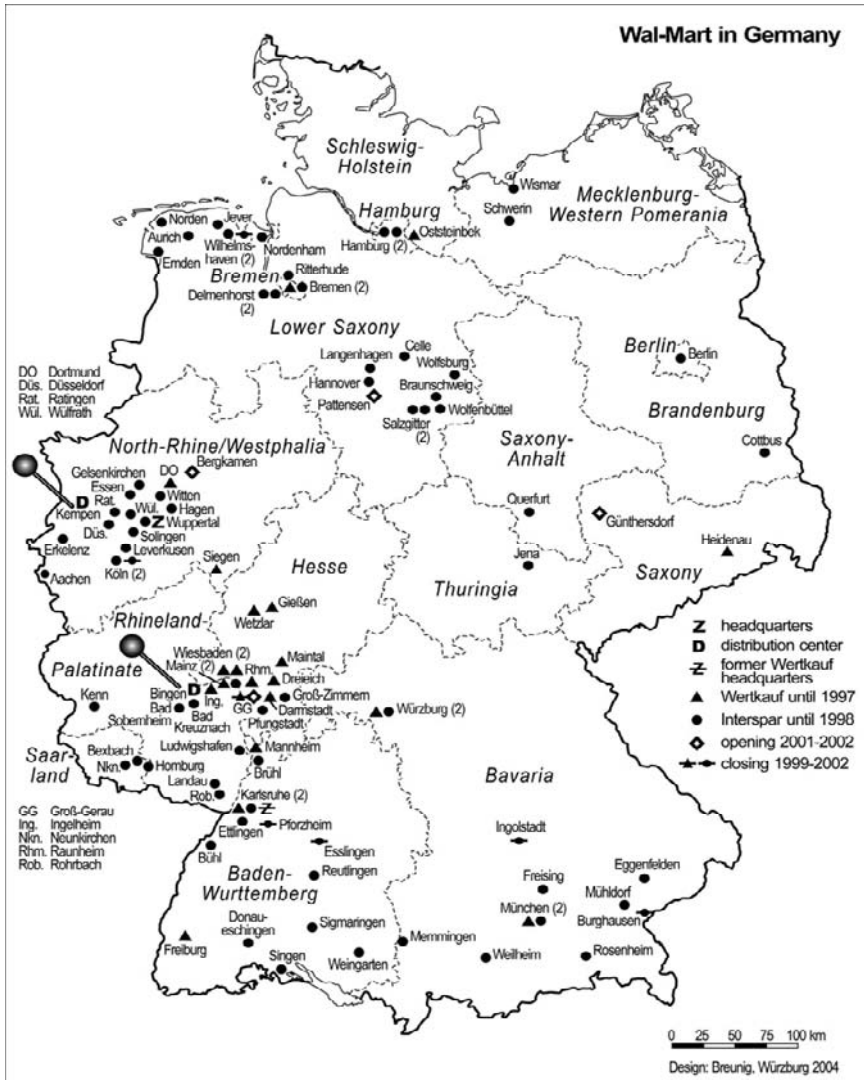 Wal-Mart in Germany
Schleswig-
Holstein
Wismar
Mecklenburg-
Western Pomerania
Schwerin
Hamburg
Hamburg (2)
Oststeinbek
Norden
Jever
Aurich
Wilhelms-
haven (2)
Nordenham
Emden
Bremen
Ritterhude
Bremen (2)
Delmenhorst
(2)
Lower Saxony
Celle
Langenhagen
Wolfsburg
Hannover
Braunschweig
Pattensen
Wolfenbüttel
Salzgitter
(2)
Berlin
Berlin
Brandenburg
Cottbus
DO Dortmund
Düs. Düsseldorf
Rat. Ratingen
Wül. Wülfrath
North-Rhine/Westphalia
Bergkamen
Gelsenkirchen
DO
Essen
Witten
Rat.
Wül.
Hagen
Kempen
D
Z
Wuppertal
Düs.
Solingen
Erkelenz
Leverkusen
Köln (2)
Aachen
Siegen
Saxony-
Anhalt
Querfurt
Günthersdorf
Jena
Heidenau
Thuringia
Saxony
Hesse
Gießen
Wetzlar
Rhineland-
Palatinate
Wiesbaden (2)
Mainz (2)
Rhm.
Maintal
Dreieich
Bingen
D
Ing.
GG
Groß-Zimmern
Darmstadt
Pfungstadt
Kenn
Bad
Sobernheim
Bad
Kreuznach
Würzburg (2)
Ludwigshafen
Mannheim
Brühl
Saar-
land
Bexbach
Nkn.
Homburg
Landau
Rob.
Karlsruhe (2)
Z
Ettlingen
Pforzheim
Bühl
Esslingen
Baden-
Wurttemberg
Reutlingen
Donau-
eschingen
Sigmaringen
Freiburg
Singen
Weingarten
Memmingen
Bavaria
Ingolstadt
Freising
Eggenfelden
Mühldorf
München (2)
Burghausen
Weilheim
Rosenheim
GG Groß-Gerau
Ing. Ingelheim
Nkn. Neunkirchen
Rhm. Raunheim
Rob. Rohrbach
Z headquarters
D distribution center
Z former Wertkauf
headquarters
Wertkauf until 1997
Interspar until 1998
opening 2001-2002
closing 1999-2002
0 25 50 75 100 km
Design: Breunig, Würzburg 2004